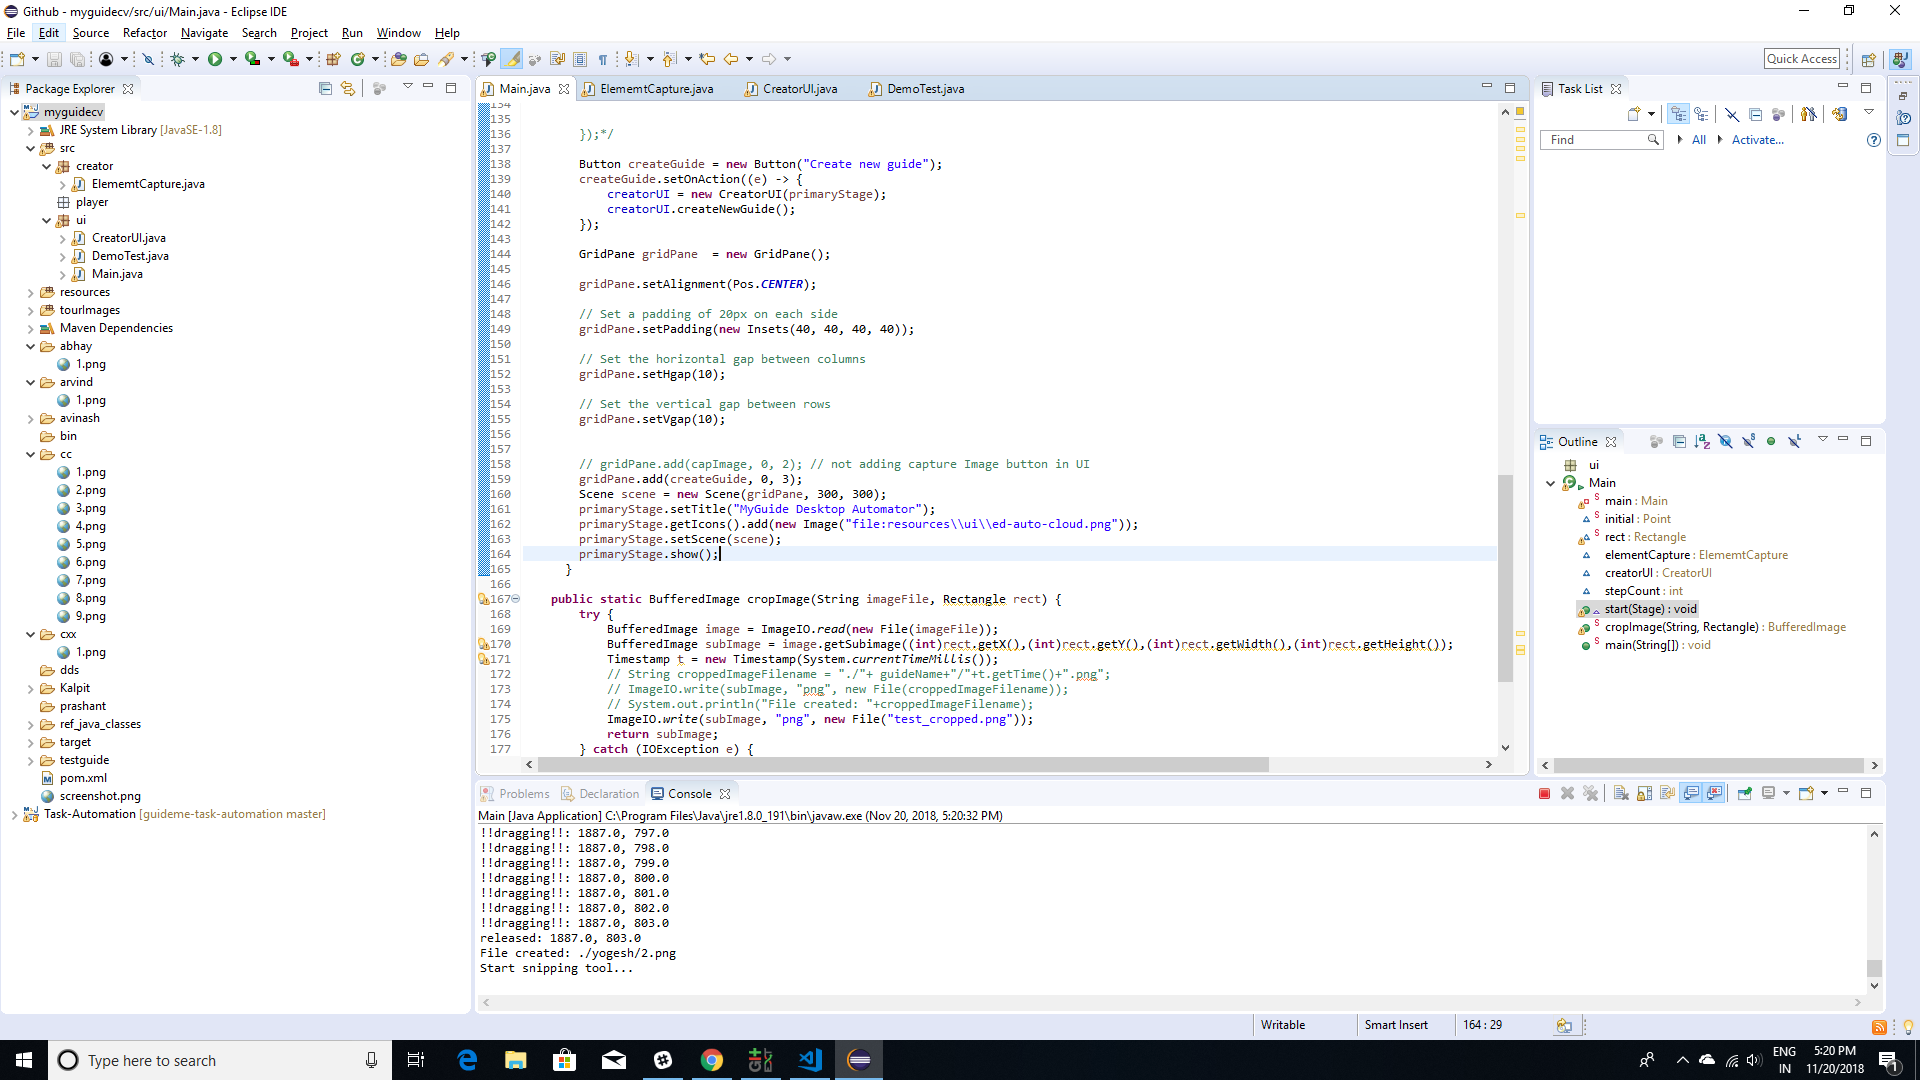 Github - myguidecv/src/ui/Main.java - Eclipse IDE
File Edit Source Refactor Navigate Search Project Run Window Help
Quick Access
Package Explorer
myguidecv
JRE System Library [JavaSE-1.8]
src
creator
ElememtCapture.java
player
ui
CreatorUI.java
DemoTest.java
Main.java
resources
tourImages
Maven Dependencies
abhay
1.png
arvind
1.png
avinash
bin
cc
1.png
2.png
3.png
4.png
5.png
6.png
7.png
8.png
9.png
cxx
1.png
dds
Kalpit
prashant
ref_java_classes
target
testguide
pom.xml
screenshot.png
Task-Automation [guideme-task-automation master]
Main.java ElememtCapture.java CreatorUI.java DemoTest.java
134
135
136 });*/
137
138 Button createGuide = new Button("Create new guide");
139 createGuide.setOnAction((e) -> {
140 creatorUI = new CreatorUI(primaryStage);
141 creatorUI.createNewGuide();
142 });
143
144 GridPane gridPane  = new GridPane();
145
146 gridPane.setAlignment(Pos.CENTER);
147
148 // Set a padding of 20px on each side
149 gridPane.setPadding(new Insets(40, 40, 40, 40));
150
151 // Set the horizontal gap between columns
152 gridPane.setHgap(10);
153
154 // Set the vertical gap between rows
155 gridPane.setVgap(10);
156
157
158 // gridPane.add(capImage, 0, 2); // not adding capture Image button in UI
159 gridPane.add(createGuide, 0, 3);
160 Scene scene = new Scene(gridPane, 300, 300);
161 primaryStage.setTitle("MyGuide Desktop Automator");
162 primaryStage.getIcons().add(new Image("file:resources\\ui\\ed-auto-cloud.png"));
163 primaryStage.setScene(scene);
164 primaryStage.show();
165 }
166
167 public static BufferedImage cropImage(String imageFile, Rectangle rect) {
168 try {
169 BufferedImage image = ImageIO.read(new File(imageFile));
170 BufferedImage subImage = image.getSubimage((int)rect.getX(),(int)rect.getY(),(int)rect.getWidth(),(int)rect.getHeight());
171 Timestamp t = new Timestamp(System.currentTimeMillis());
172 // String croppedImageFilename = "./"+ guideName+"/"+t.getTime()+".png";
173 // ImageIO.write(subImage, "png", new File(croppedImageFilename));
174 // System.out.println("File created: "+croppedImageFilename);
175 ImageIO.write(subImage, "png", new File("test_cropped.png"));
176 return subImage;
177 } catch (IOException e) {
Task List
Find All Activate...
Outline
ui
Main
main : Main
initial : Point
rect : Rectangle
elementCapture : ElememtCapture
creatorUI : CreatorUI
stepCount : int
start(Stage) : void
cropImage(String, Rectangle) : BufferedImage
main(String[]) : void
Problems Declaration Console
Main [Java Application] C:\Program Files\Java\jre1.8.0_191\bin\javaw.exe (Nov 20, 2018, 5:20:32 PM)
!!dragging!!: 1887.0, 797.0
!!dragging!!: 1887.0, 798.0
!!dragging!!: 1887.0, 799.0
!!dragging!!: 1887.0, 800.0
!!dragging!!: 1887.0, 801.0
!!dragging!!: 1887.0, 802.0
!!dragging!!: 1887.0, 803.0
released: 1887.0, 803.0
File created: ./yogesh/2.png
Start snipping tool...
Writable Smart Insert 164 : 29
Type here to search
ENG
IN
5:20 PM
11/20/2018
1